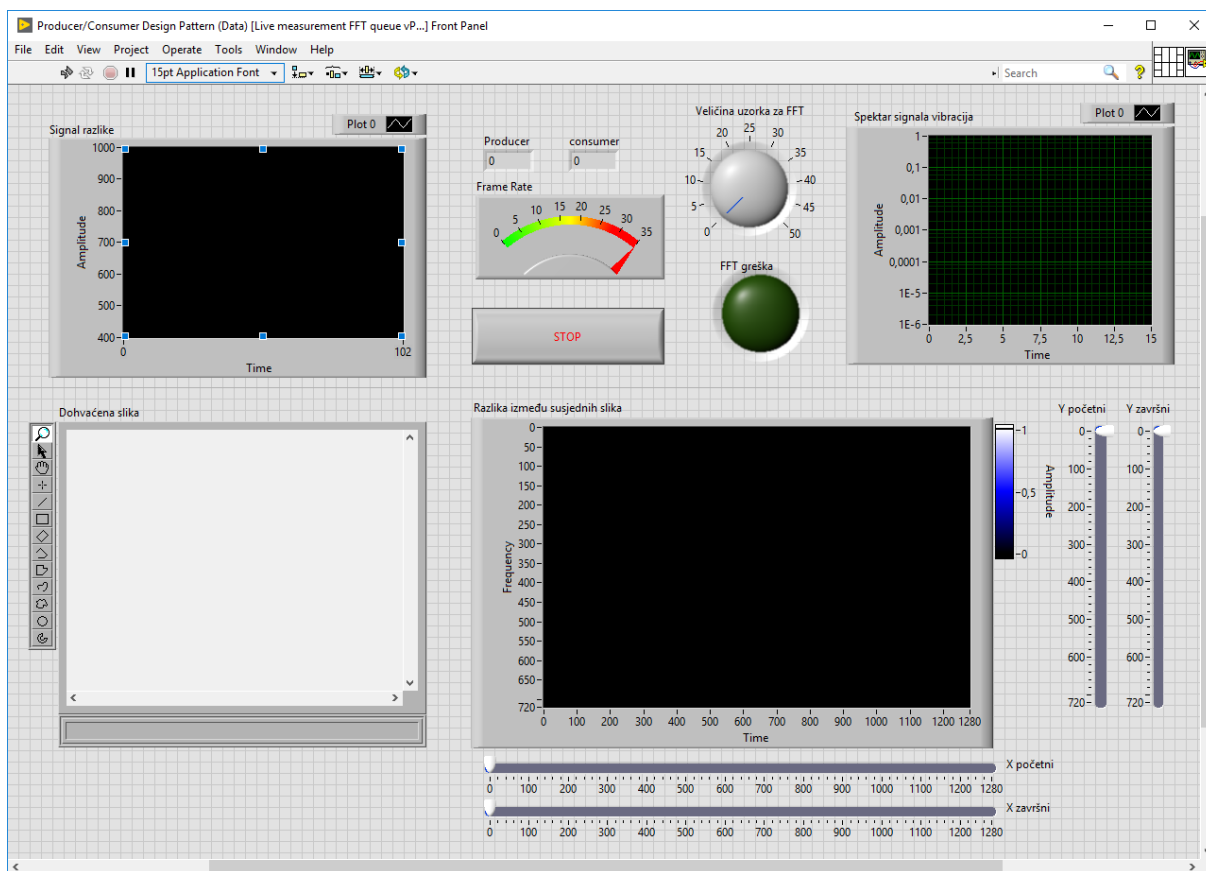 Producer/Consumer Design Pattern (Data) [Live measurement FFT queue vP...] Front Panel
File Edit View Project Operate Tools Window Help
15pt Application Font
Search
Signal razlike
Plot 0
1000
900
800
700
600
500
400
Amplitude
0 102
Time
Producer consumer
0 0
Frame Rate
0 5 10 15 20 25 30 35
STOP
Veličina uzorka za FFT
0 5 10 15 20 25 30 35 40 45 50
FFT greška
Spektar signala vibracija
Plot 0
1
0,1
0,01
0,001
0,0001
1E-5
1E-6
Amplitude
0 2,5 5 7,5 10 12,5 15
Time
Dohvaćena slika
Razlika između susjednih slika
0
50
100
150
200
250
300
350
400
450
500
550
600
650
720
Frequency
0 100 200 300 400 500 600 700 800 900 1000 1100 1200 1280
Time
1
0,5
0
Amplitude
Y početni Y završni
0 0
100 100
200 200
300 300
400 400
500 500
600 600
720 720
X početni
0 100 200 300 400 500 600 700 800 900 1000 1100 1200 1280
X završni
0 100 200 300 400 500 600 700 800 900 1000 1100 1200 1280